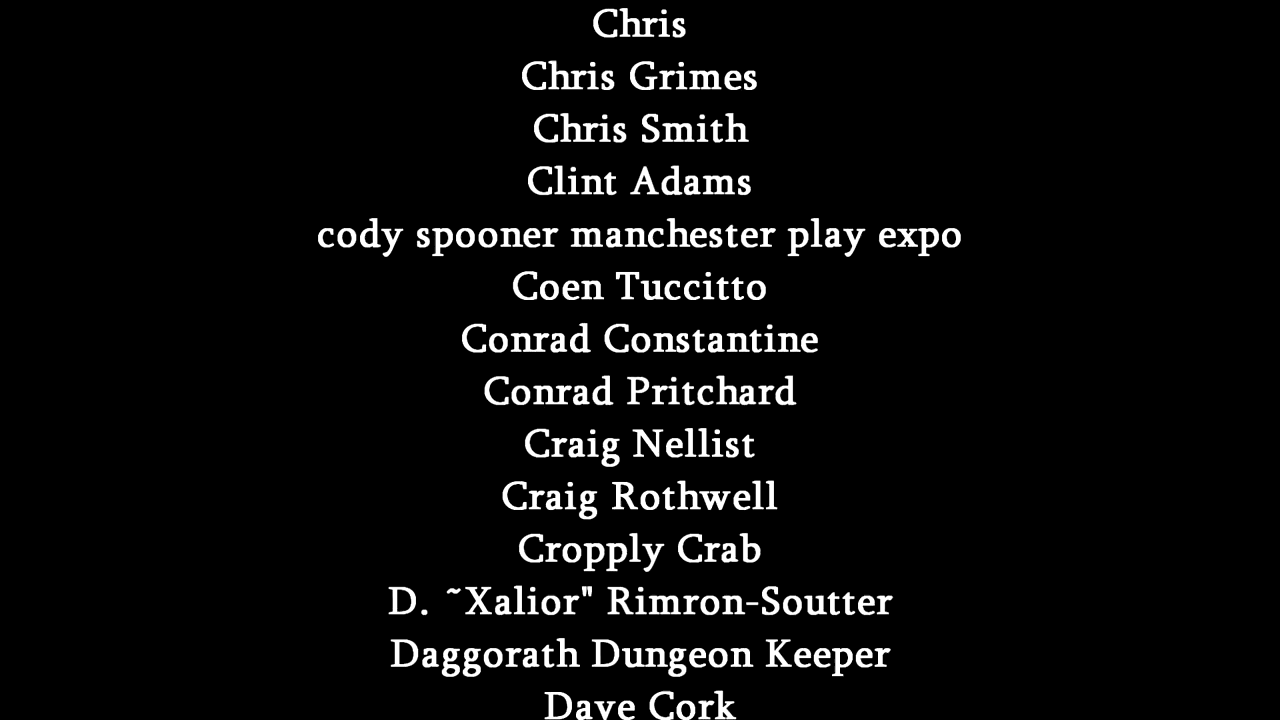 Chris
Chris Grimes
Chris Smith
Clint Adams
cody spooner manchester play expo
Coen Tuccitto
Conrad Constantine
Conrad Pritchard
Craig Nellist
Craig Rothwell
Cropply Crab
D. ~Xalior" Rimron-Soutter
Daggorath Dungeon Keeper
Dave Cork